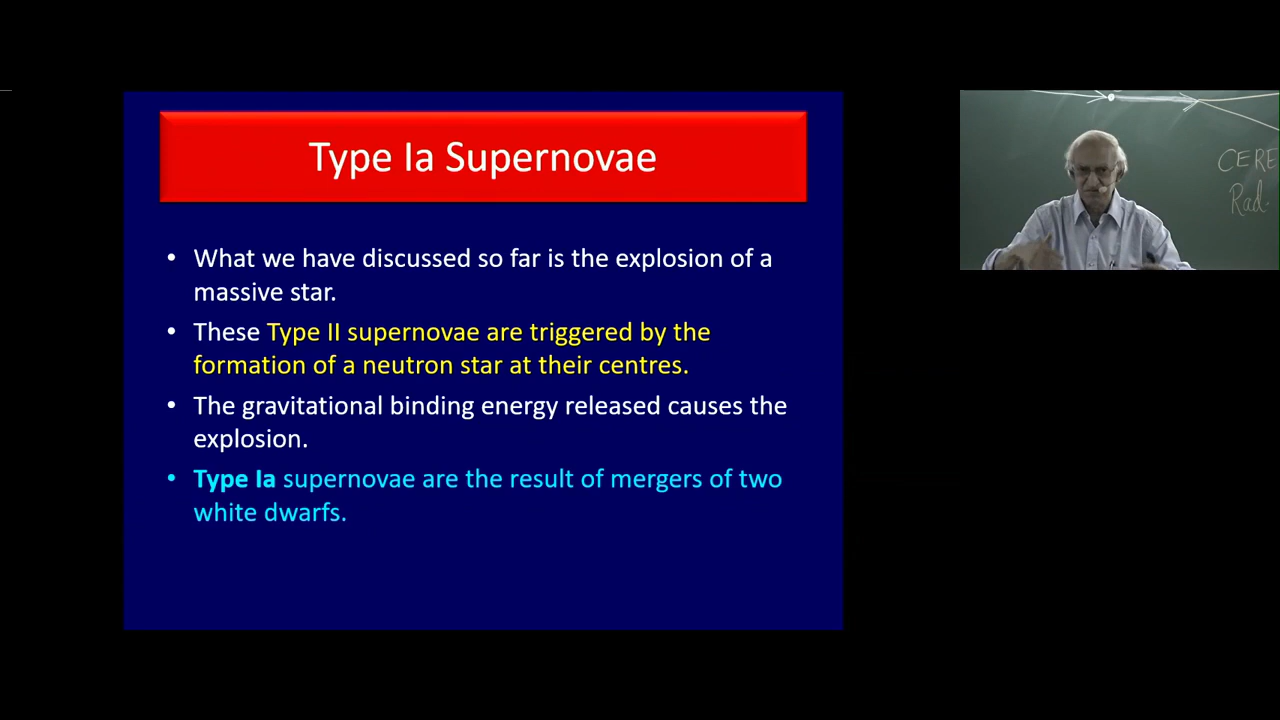 Type Ia Supernovae
• What we have discussed so far is the explosion of a
massive star.
• These Type II supernovae are triggered by the
formation of a neutron star at their centres.
• The gravitational binding energy released causes the
explosion.
• Type Ia supernovae are the result of mergers of two
white dwarfs.
CERE
Rad.